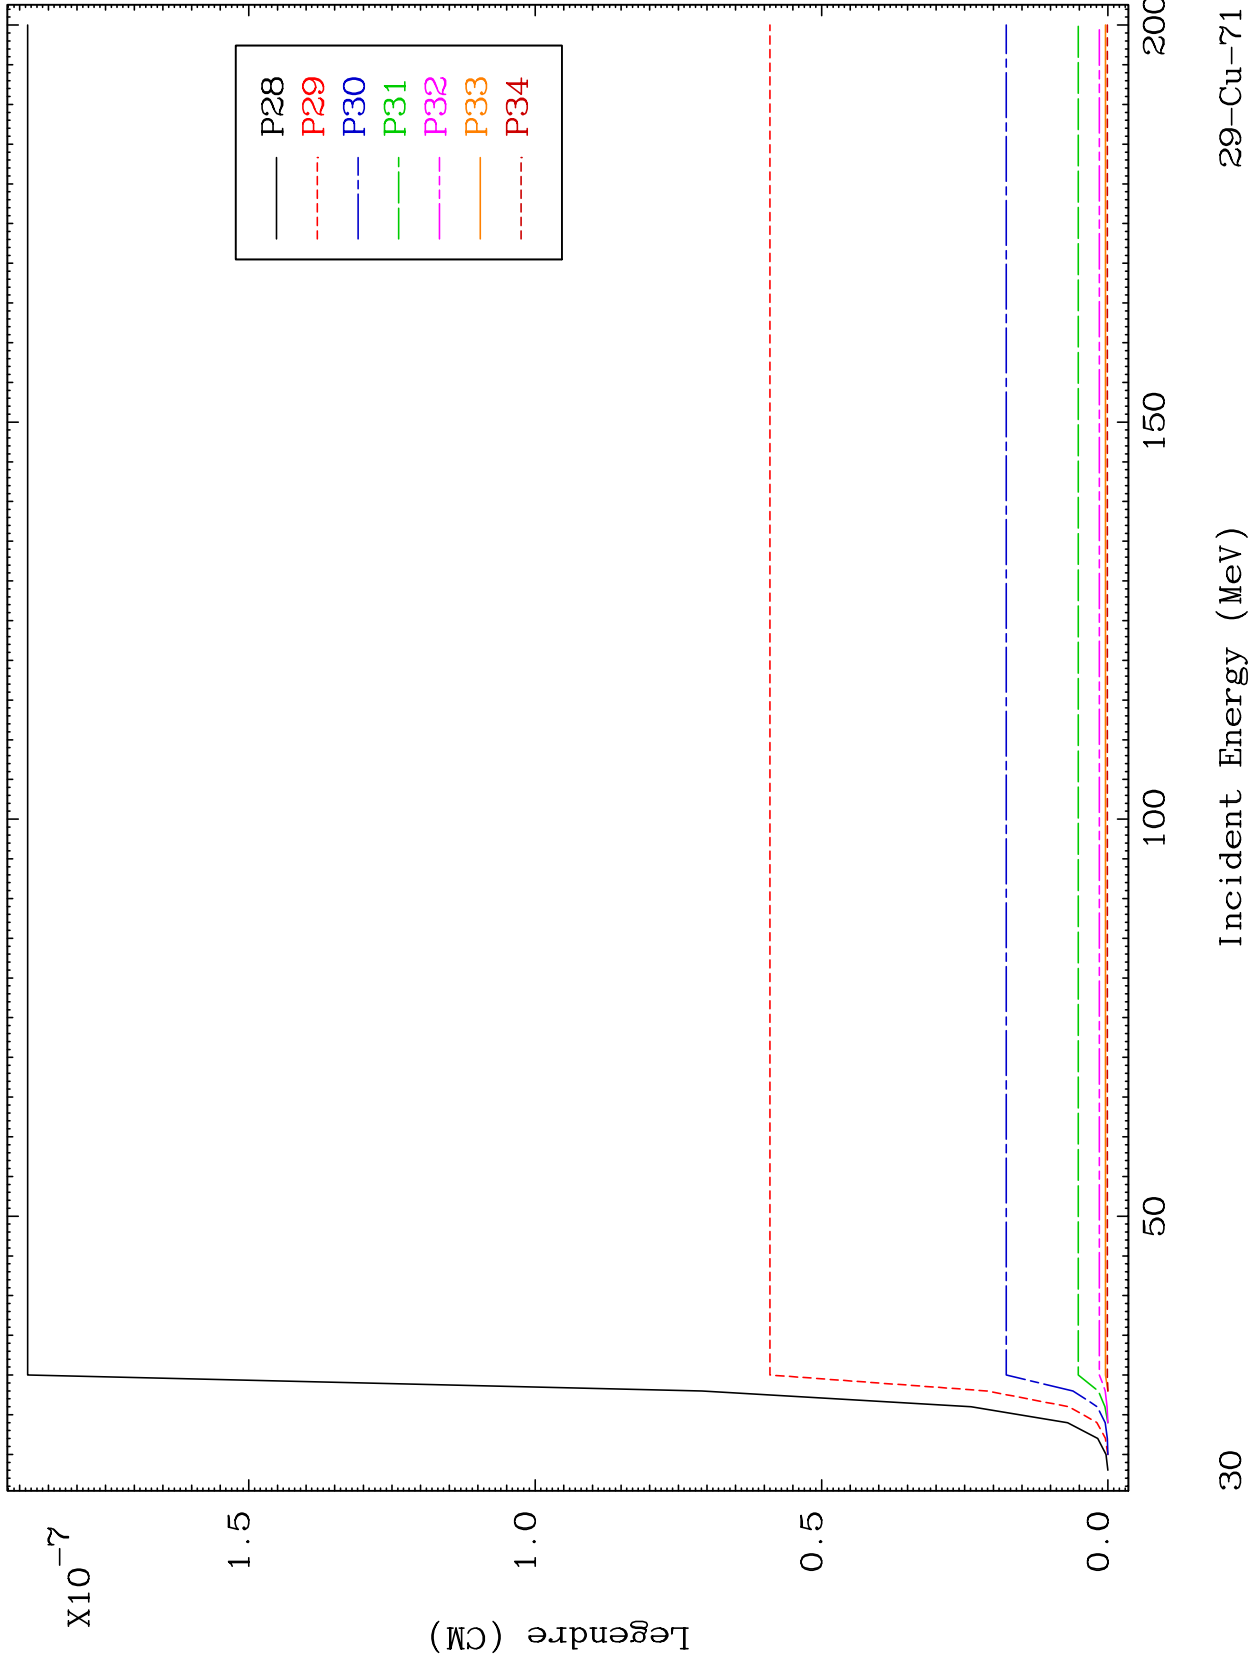 X10-7
1.5
1.0
0.5
0.0
Legendre (CM)
P28
P29
P30
P31
P32
P33
P34
50
100
150
200
Incident Energy (MeV)
30
29-Cu-71